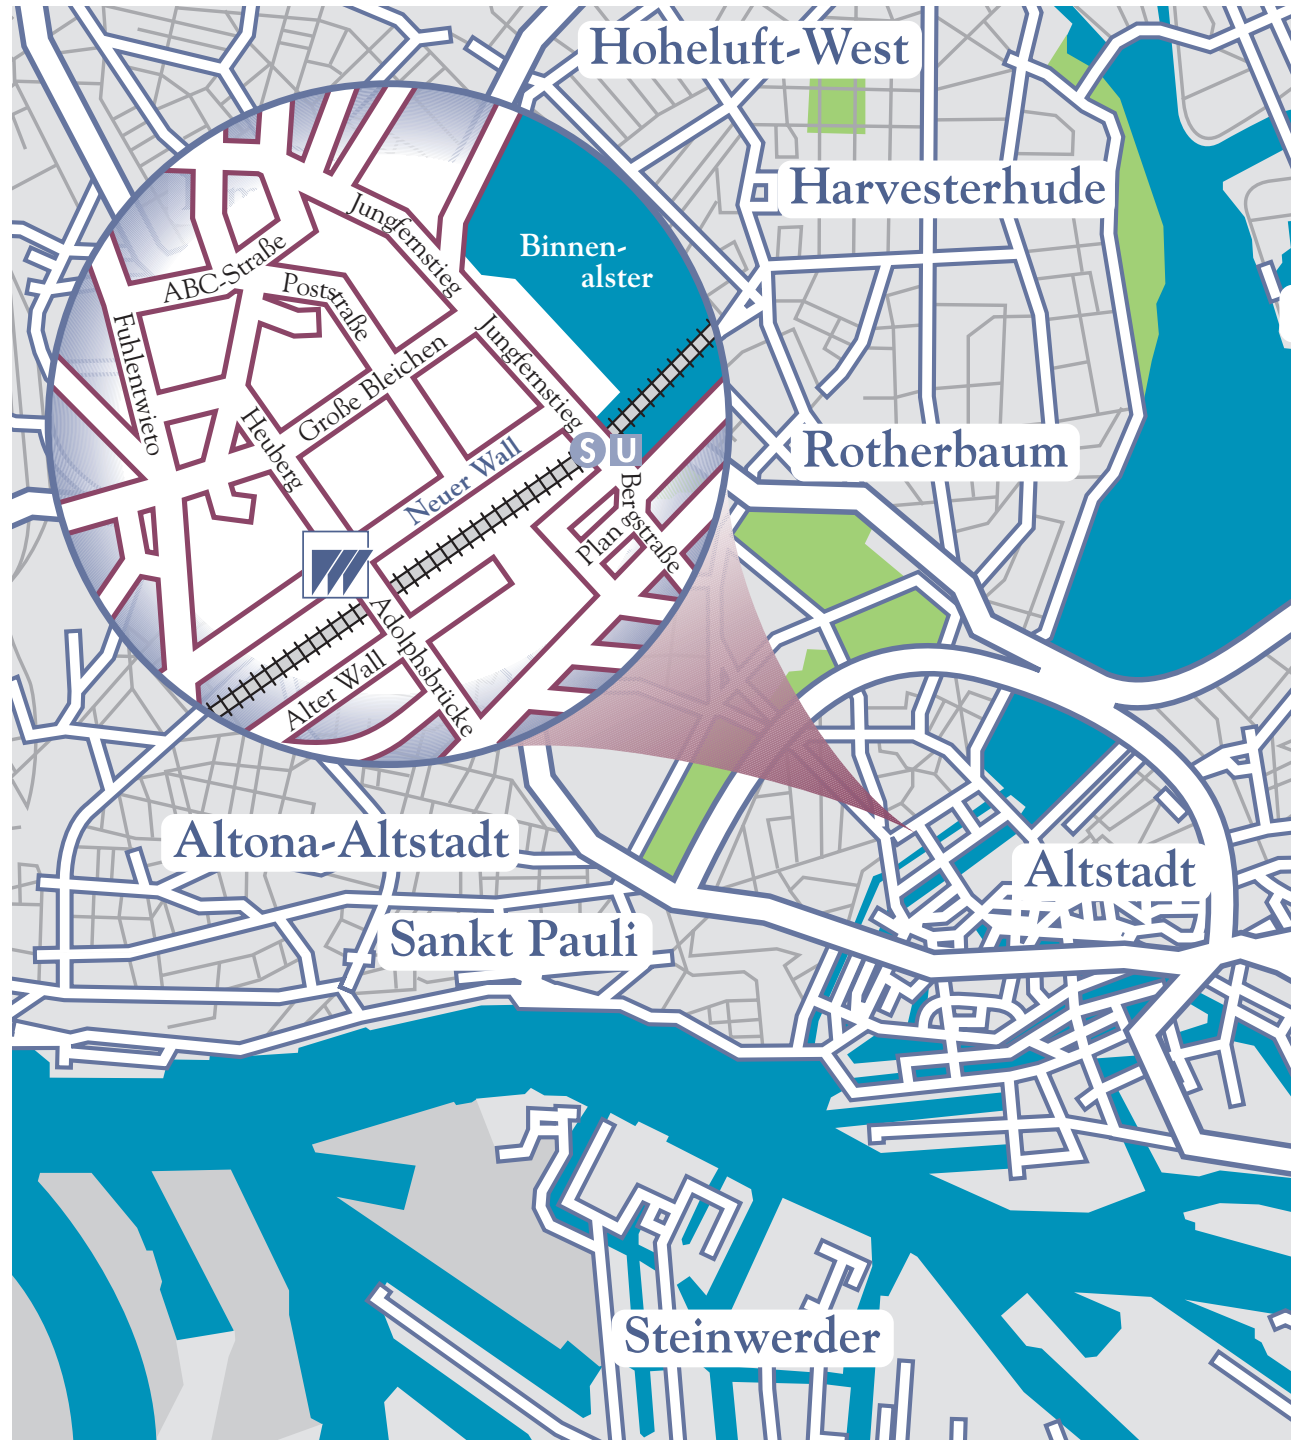 Hoheluft-West
Harvesterhude
Binnen-
alster
Jungfernstieg
ABC-Straße
Poststraße
Fuhlentwieto
Jungfernstieg
Große Bleichen
Heuberg
Neuer Wall
S U
Rotherbaum
Bergstraße
Plan
Adolphsbrücke
Alter Wall
Altona-Altstadt
Altstadt
Sankt Pauli
Steinwerder